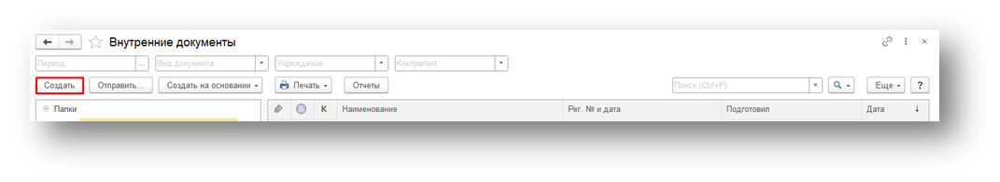 Внутренние документы
Период ... Вид документа Учреждение Контрагент
Создать Отправить... Создать на основании Печать Отчеты Поиск (Ctrl+F) × Еще ?
Папки К Наименование Рег. № и дата Подготовил Дата ↓